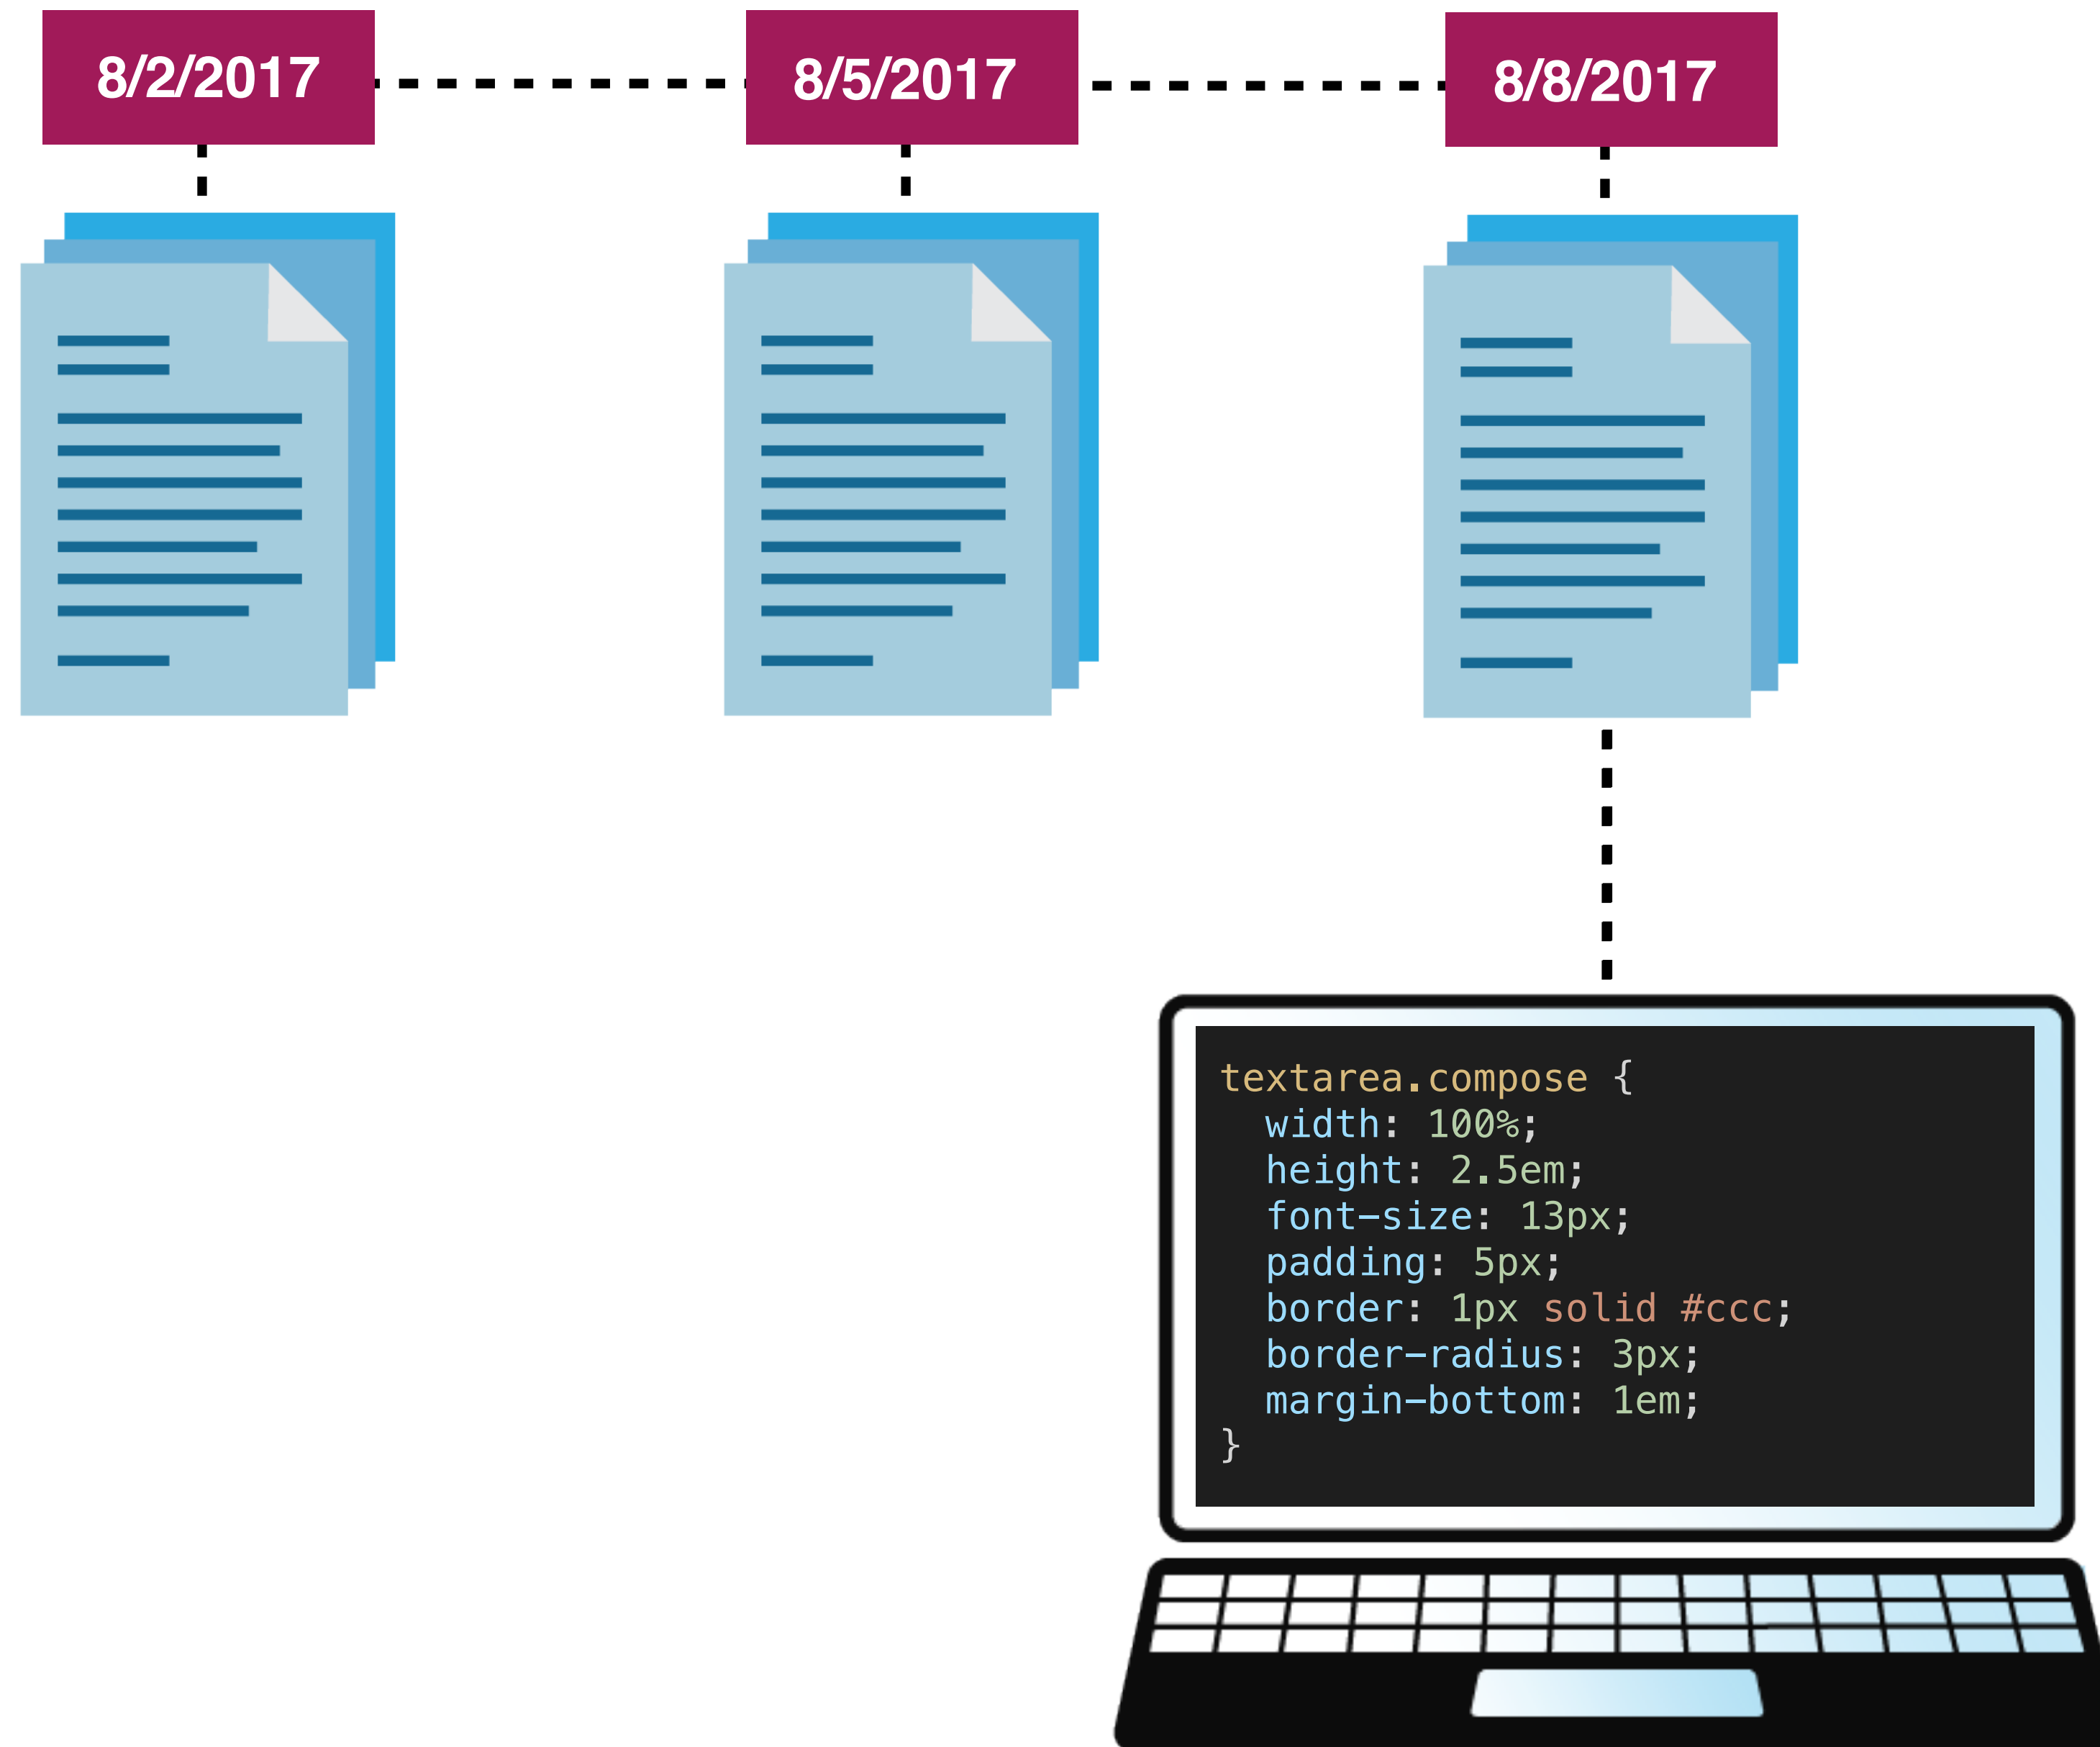 8/2/2017
8/5/2017
8/8/2017
textarea.compose {
  width: 100%;
  height: 2.5em;
  font-size: 13px;
  padding: 5px;
  border: 1px solid #ccc;
  border-radius: 3px;
  margin-bottom: 1em;
}